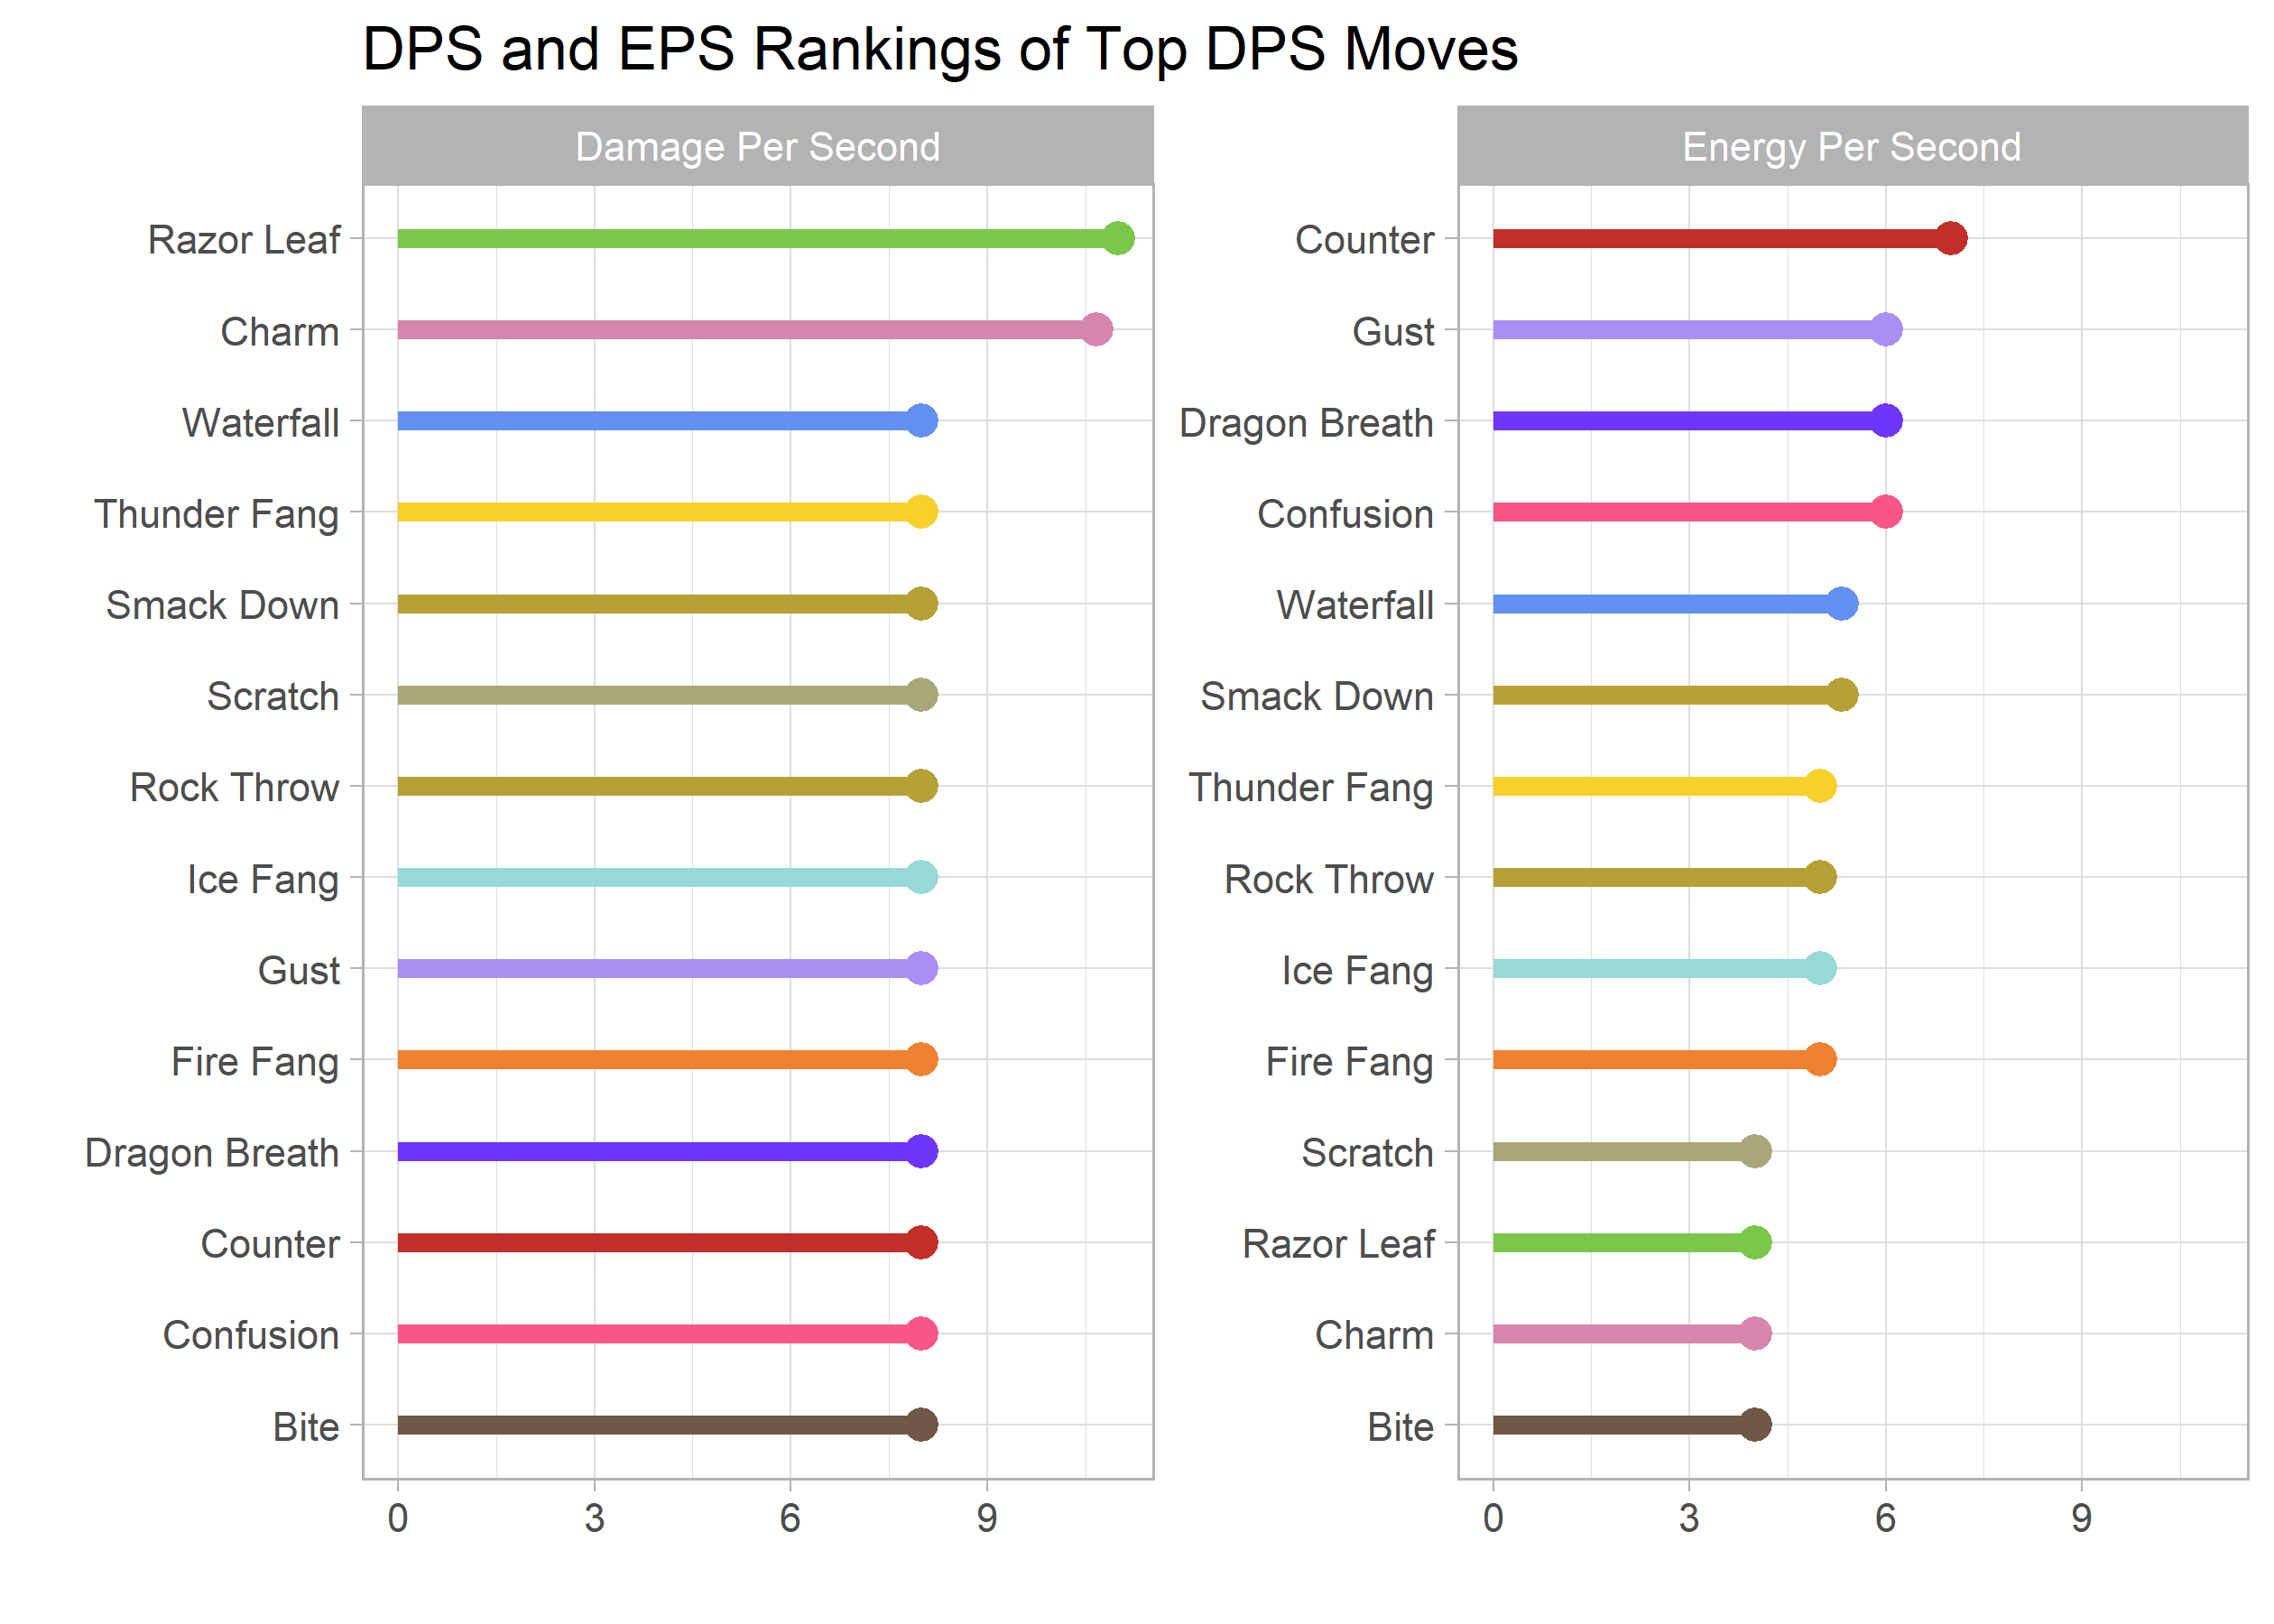 DPS and EPS Rankings of Top DPS Moves
Damage Per Second
Razor Leaf
Charm
Waterfall
Thunder Fang
Smack Down
Scratch
Rock Throw
Ice Fang
Gust
Fire Fang
Dragon Breath
Counter
Confusion
Bite
0 3 6 9
Energy Per Second
Counter
Gust
Dragon Breath
Confusion
Waterfall
Smack Down
Thunder Fang
Rock Throw
Ice Fang
Fire Fang
Scratch
Razor Leaf
Charm
Bite
0 3 6 9